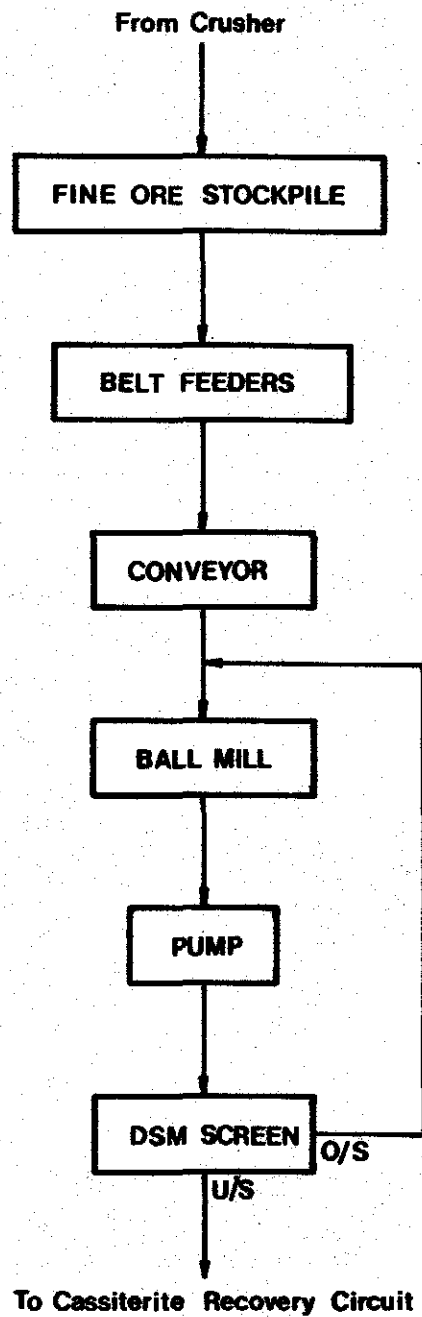 From Crusher
FINE ORE STOCKPILE
BELT FEEDERS
CONVEYOR
BALL MILL
PUMP
DSM SCREEN
O/S
U/S
To Cassiterite Recovery Circuit